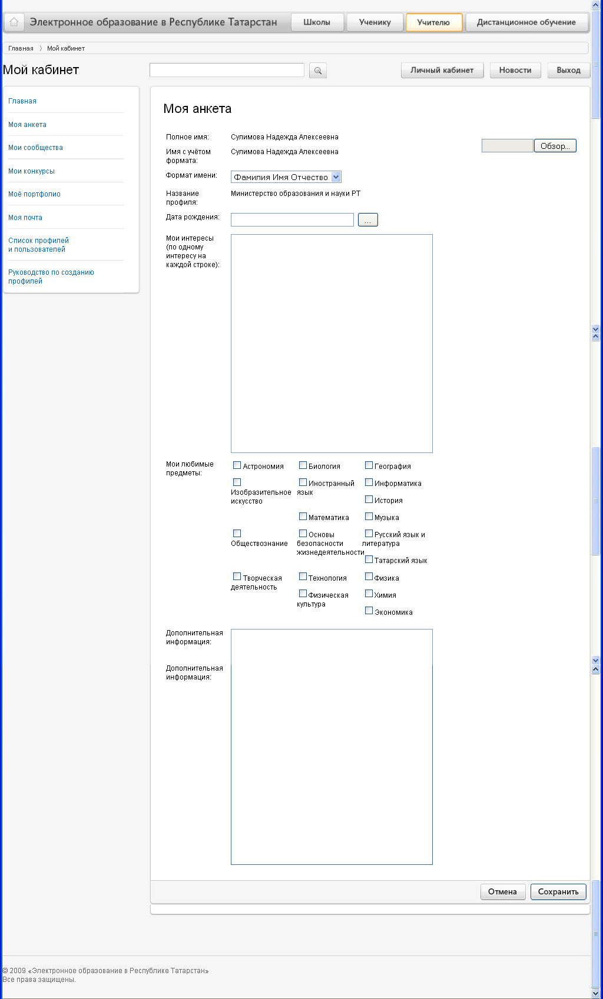 Электронное образование в Республике Татарстан
Школы
Ученику
Учителю
Дистанционное обучение
Главная
Мой кабинет
Мой кабинет
Личный кабинет
Новости
Выход
Главная
Моя анкета
Мои сообщества
Мои конкурсы
Моё портфолио
Моя почта
Список профилей
и пользователей
Руководство по созданию
профилей
Моя анкета
Полное имя:
Сулимова Надежда Алексеевна
Обзор...
Имя с учётом
формата:
Сулимова Надежда Алексеевна
Формат имени:
Фамилия Имя Отчество
Название
профиля:
Министерство образования и науки РТ
Дата рождения:
...
Мои интересы
(по одному
интересу на
каждой строке):
Мои любимые
предметы:
Астрономия
Биология
География
Изобразительное
искусство
Иностранный
язык
Информатика
История
Математика
Музыка
Обществознание
Основы
безопасности
жизнедеятельности
Русский язык и
литература
Татарский язык
Творческая
деятельность
Технология
Физика
Физическая
культура
Химия
Экономика
Дополнительная
информация:
Дополнительная
информация:
Отмена
Сохранить
© 2009 «Электронное образование в Республике Татарстан»
Все права защищены.